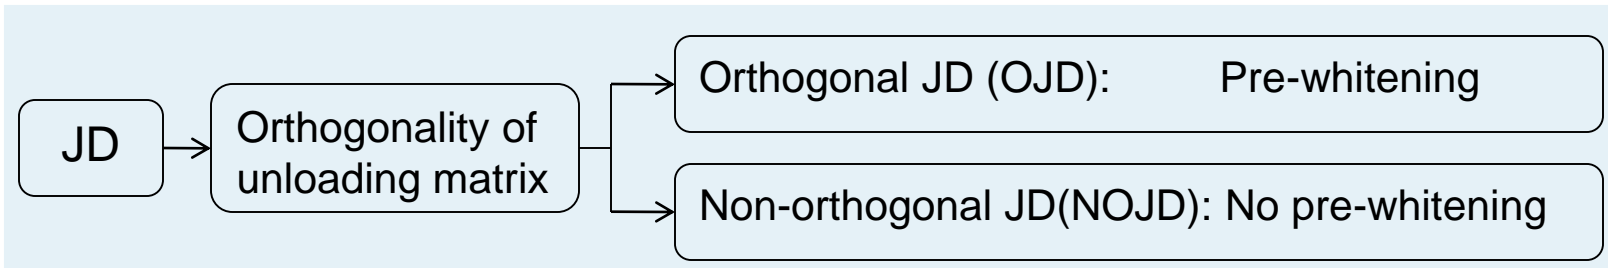 JD
Orthogonality of
unloading matrix
Orthogonal JD (OJD): Pre-whitening
Non-orthogonal JD(NOJD): No pre-whitening